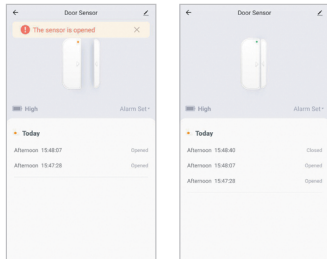 Door Sensor
The sensor is opened
High
Alarm Set
Today
Afternoon 15:48:07 Opened
Afternoon 15:47:28 Opened
Door Sensor
High
Alarm Set
Today
Afternoon 15:48:40 Closed
Afternoon 15:48:07 Opened
Afternoon 15:47:28 Opened